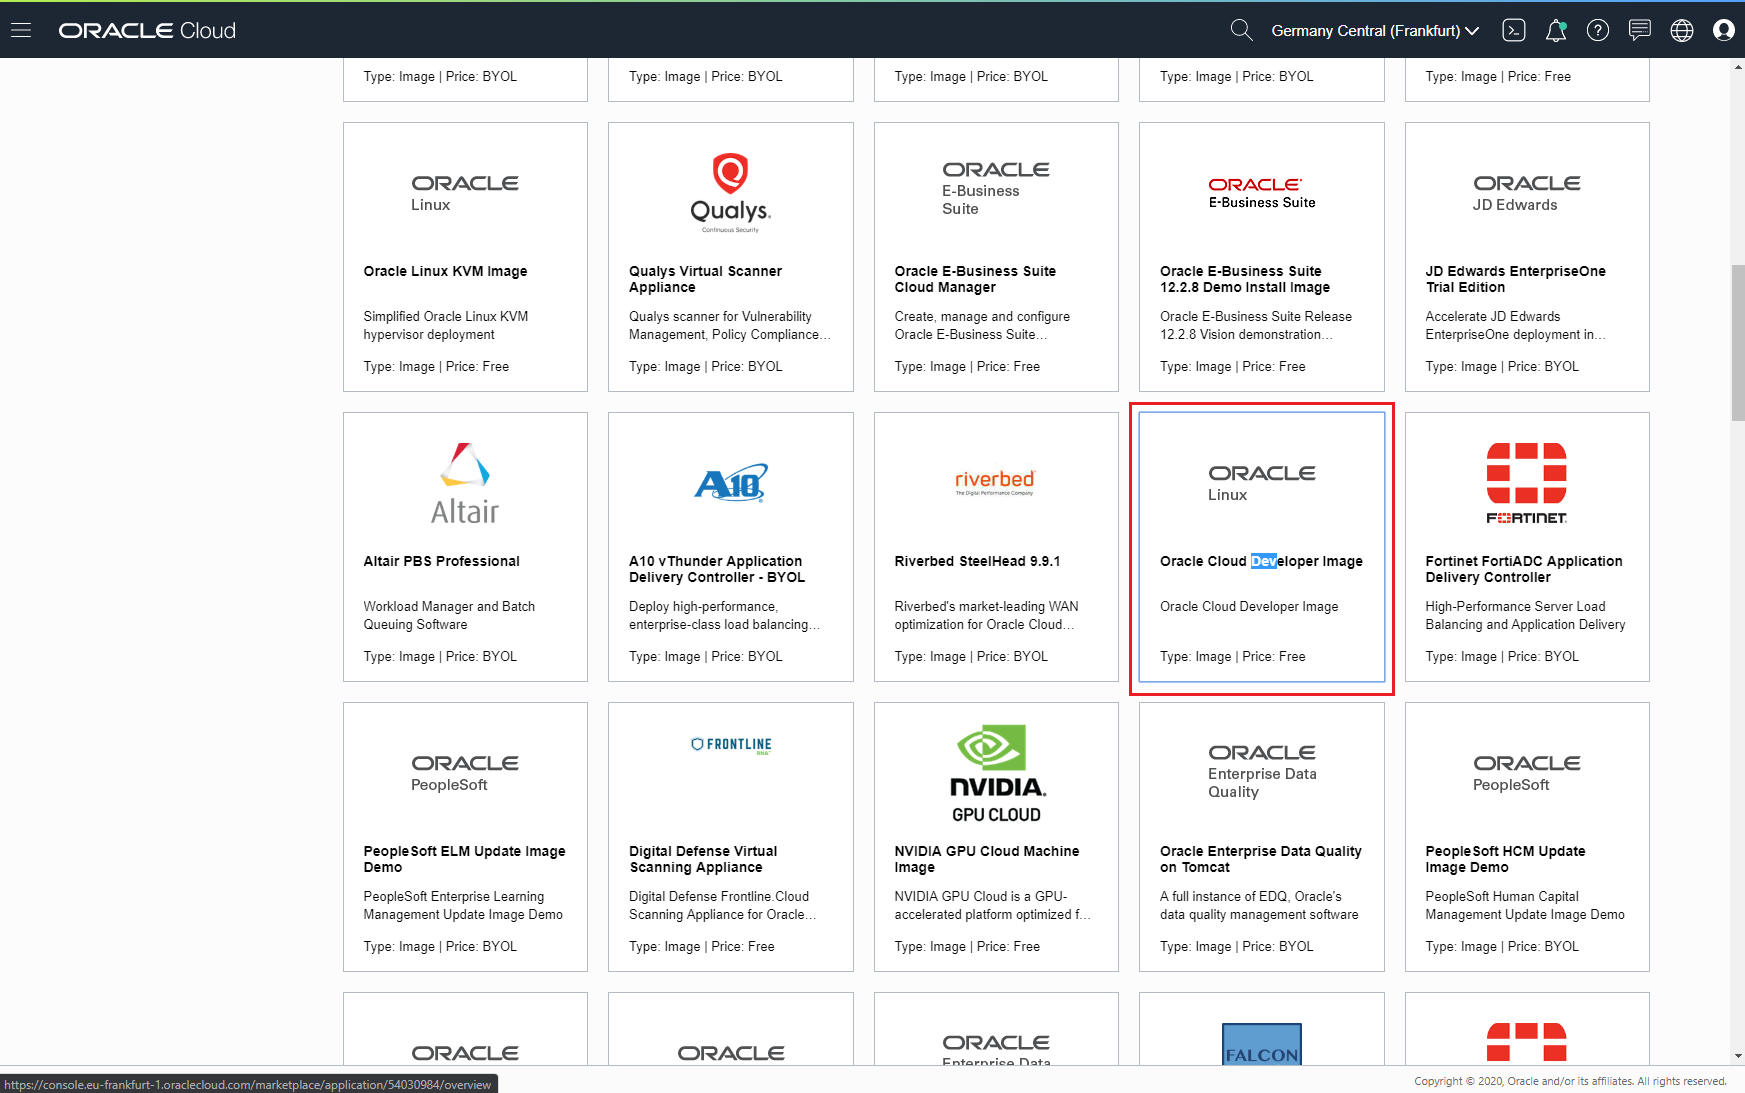 ORACLE Cloud
Germany Central (Frankfurt)
Type: Image | Price: BYOL
Type: Image | Price: BYOL
Type: Image | Price: BYOL
Type: Image | Price: BYOL
Type: Image | Price: Free
ORACLE
Linux
Oracle Linux KVM Image
Simplified Oracle Linux KVM
hypervisor deployment
Type: Image | Price: Free
Qualys.
Continuous Security
Qualys Virtual Scanner
Appliance
Qualys scanner for Vulnerability
Management, Policy Compliance...
Type: Image | Price: BYOL
ORACLE
E-Business
Suite
Oracle E-Business Suite
Cloud Manager
Create, manage and configure
Oracle E-Business Suite...
Type: Image | Price: Free
ORACLE
E-Business Suite
Oracle E-Business Suite
12.2.8 Demo Install Image
Oracle E-Business Suite Release
12.2.8 Vision demonstration...
Type: Image | Price: Free
ORACLE
JD Edwards
JD Edwards EnterpriseOne
Trial Edition
Accelerate JD Edwards
EnterpriseOne deployment in...
Type: Image | Price: BYOL
Altair
Altair PBS Professional
Workload Manager and Batch
Queuing Software
Type: Image | Price: BYOL
A10
A10 vThunder Application
Delivery Controller - BYOL
Deploy high-performance,
enterprise-class load balancing...
Type: Image | Price: BYOL
riverbed
The Digital Performance Company
Riverbed SteelHead 9.9.1
Riverbed's market-leading WAN
optimization for Oracle Cloud...
Type: Image | Price: BYOL
ORACLE
Linux
Oracle Cloud Developer Image
Oracle Cloud Developer Image
Type: Image | Price: Free
FORTINET
Fortinet FortiADC Application
Delivery Controller
High-Performance Server Load
Balancing and Application Delivery
Type: Image | Price: BYOL
ORACLE
PeopleSoft
PeopleSoft ELM Update Image
Demo
PeopleSoft Enterprise Learning
Management Update Image Demo
Type: Image | Price: BYOL
FRONTLINE
RNA
Digital Defense Virtual
Scanning Appliance
Digital Defense Frontline.Cloud
Scanning Appliance for Oracle...
Type: Image | Price: Free
NVIDIA.
GPU CLOUD
NVIDIA GPU Cloud Machine
Image
NVIDIA GPU Cloud is a GPU-
accelerated platform optimized f...
Type: Image | Price: Free
ORACLE
Enterprise Data
Quality
Oracle Enterprise Data Quality
on Tomcat
A full instance of EDQ, Oracle's
data quality management software
Type: Image | Price: BYOL
ORACLE
PeopleSoft
PeopleSoft HCM Update
Image Demo
PeopleSoft Human Capital
Management Update Image Demo
Type: Image | Price: BYOL
ORACLE
ORACLE
ORACLE
Enterprise Data
FALCON
https://console.eu-frankfurt-1.oraclecloud.com/marketplace/application/54030984/overview
Copyright © 2020, Oracle and/or its affiliates. All rights reserved.